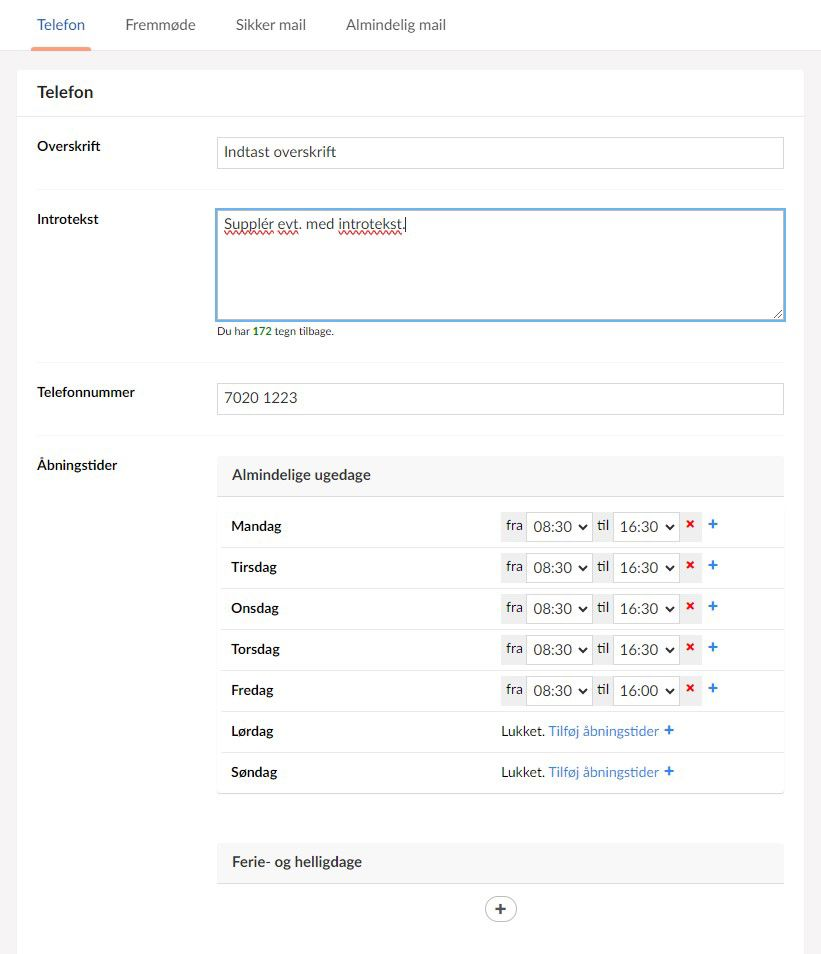 Telefon Fremmøde Sikker mail Almindelig mail
Telefon
Overskrift Indtast overskrift
Introtekst Supplér evt. med introtekst.
Du har 172 tegn tilbage.
Telefonnummer 7020 1223
Åbningstider Almindelige ugedage
Mandag fra 08:30 til 16:30
Tirsdag fra 08:30 til 16:30
Onsdag fra 08:30 til 16:30
Torsdag fra 08:30 til 16:30
Fredag fra 08:30 til 16:00
Lørdag Lukket. Tilføj åbningstider +
Søndag Lukket. Tilføj åbningstider +
Ferie- og helligdage
+